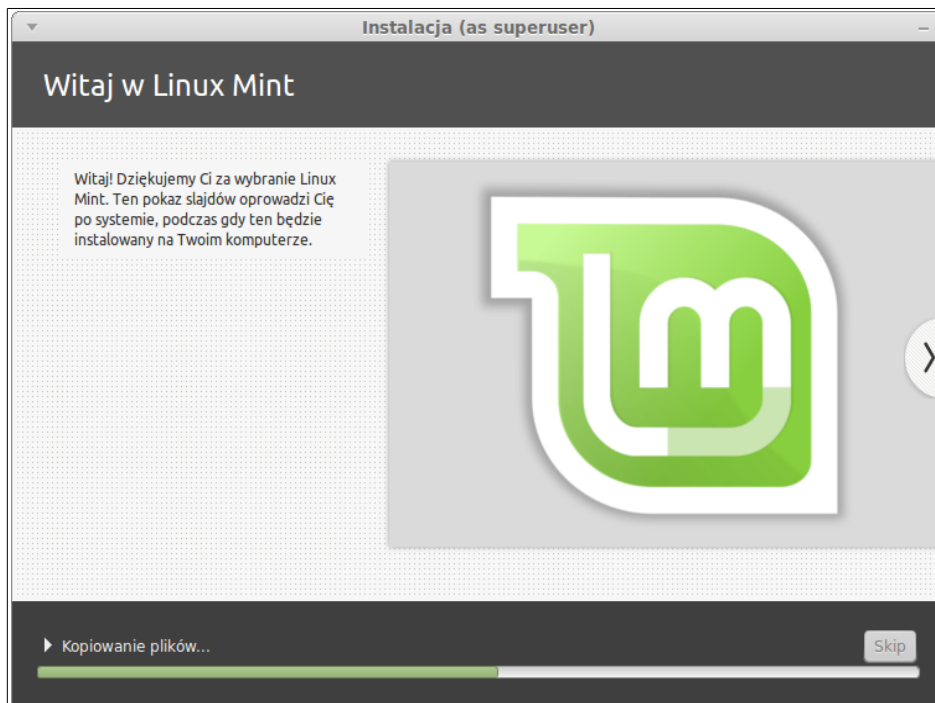 Instalacja (as superuser)
Witaj w Linux Mint
Witaj! Dziękujemy Ci za wybranie Linux
Mint. Ten pokaz slajdów oprowadzi Cię
po systemie, podczas gdy ten będzie
instalowany na Twoim komputerze.
lm
Kopiowanie plików...
Skip